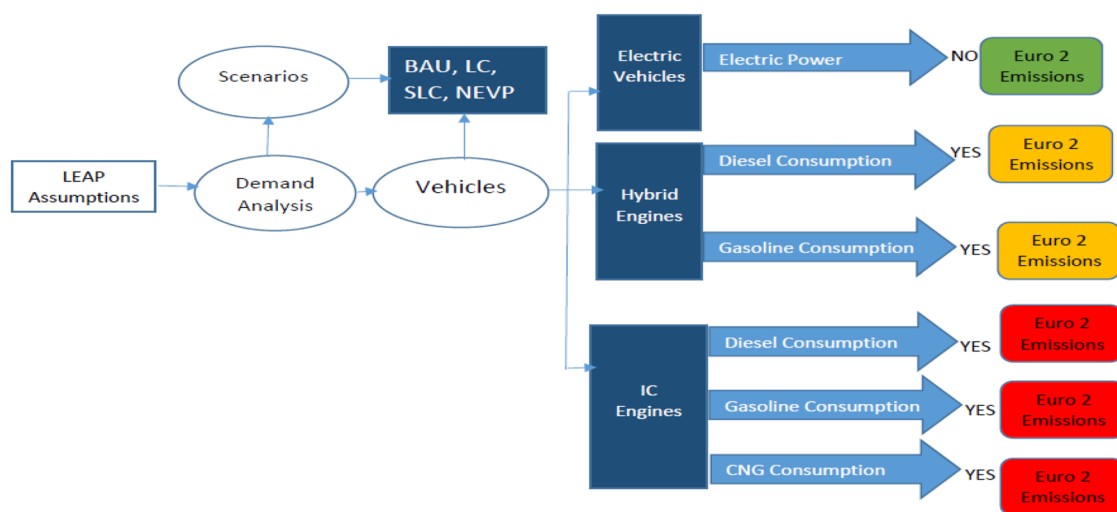 LEAP
Assumptions
Scenarios
Demand
Analysis
BAU, LC,
SLC, NEVP
Vehicles
Electric
Vehicles
Electric Power
NO
Euro 2
Emissions
Hybrid
Engines
Diesel Consumption
YES
Euro 2
Emissions
Gasoline Consumption
YES
Euro 2
Emissions
IC
Engines
Diesel Consumption
YES
Euro 2
Emissions
Gasoline Consumption
YES
Euro 2
Emissions
CNG Consumption
YES
Euro 2
Emissions